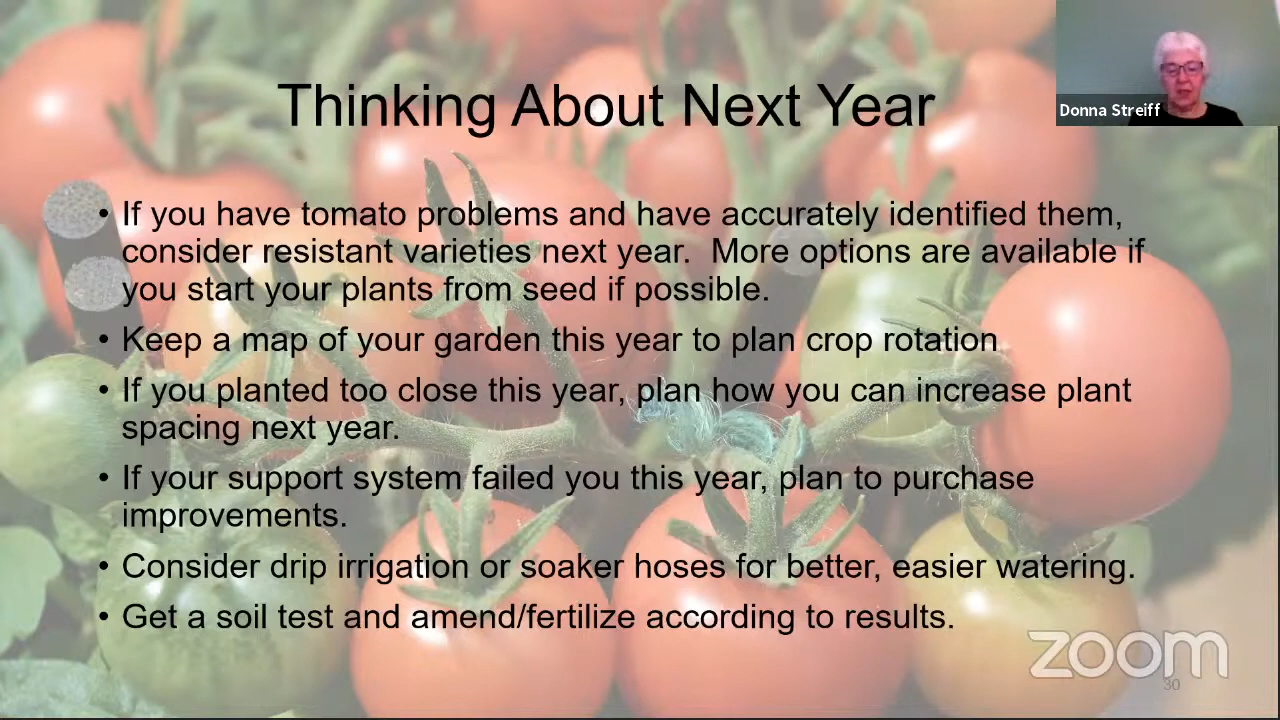 Thinking About Next Year
Donna Streiff
• If you have tomato problems and have accurately identified them,
consider resistant varieties next year.  More options are available if
you start your plants from seed if possible.
• Keep a map of your garden this year to plan crop rotation
• If you planted too close this year, plan how you can increase plant
spacing next year.
• If your support system failed you this year, plan to purchase
improvements.
• Consider drip irrigation or soaker hoses for better, easier watering.
• Get a soil test and amend/fertilize according to results.
zoom
30